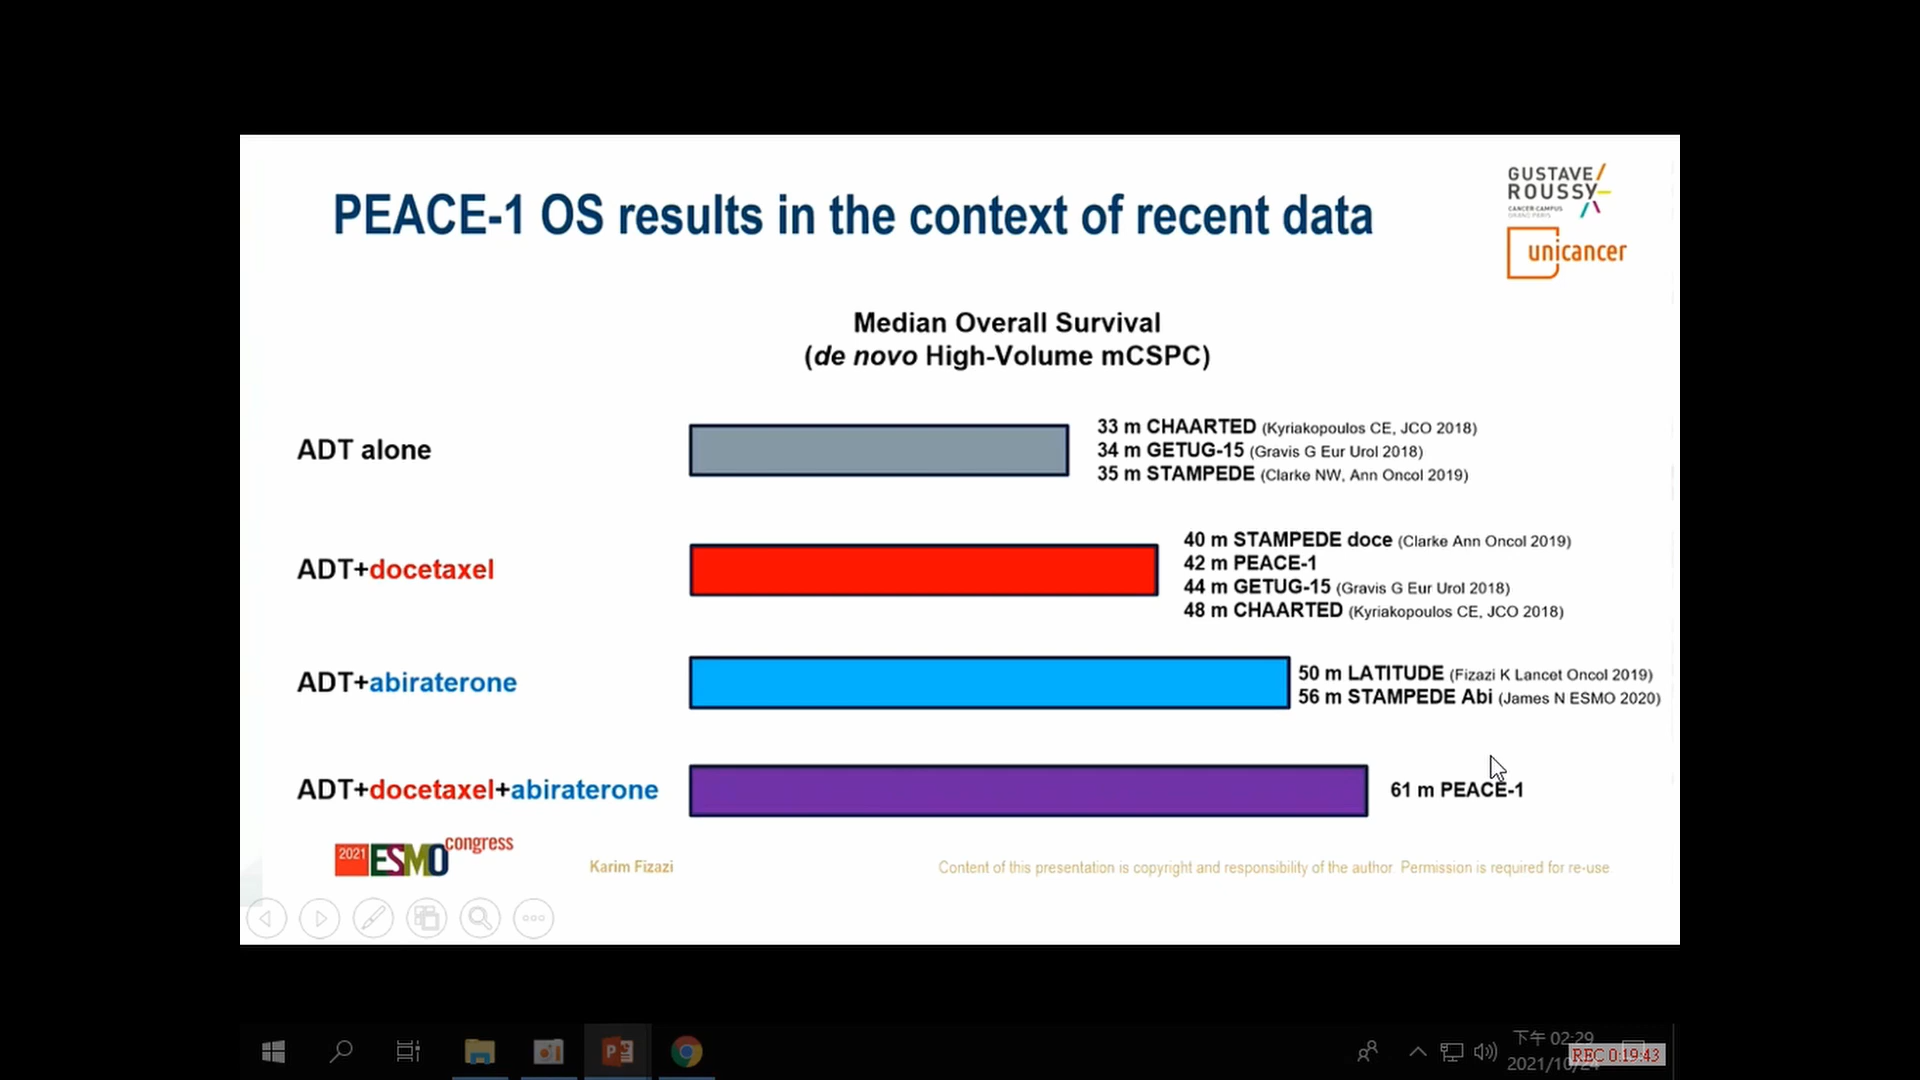 PEACE-1 OS results in the context of recent data
GUSTAVE/
ROUSSY
CANCER CAMPUS
GRAND PARIS
unicancer
Median Overall Survival
(de novo High-Volume mCSPC)
ADT alone
33 m CHAARTED (Kyriakopoulos CE, JCO 2018)
34 m GETUG-15 (Gravis G Eur Urol 2018)
35 m STAMPEDE (Clarke NW, Ann Oncol 2019)
ADT+docetaxel
40 m STAMPEDE doce (Clarke Ann Oncol 2019)
42 m PEACE-1
44 m GETUG-15 (Gravis G Eur Urol 2018)
48 m CHAARTED (Kyriakopoulos CE, JCO 2018)
ADT+abiraterone
50 m LATITUDE (Fizazi K Lancet Oncol 2019)
56 m STAMPEDE Abi (James N ESMO 2020)
ADT+docetaxel+abiraterone
61 m PEACE-1
2021 ESMO congress
Karim Fizazi
Content of this presentation is copyright and responsibility of the author. Permission is required for re-use
下午 02:29
REC 0:19:43